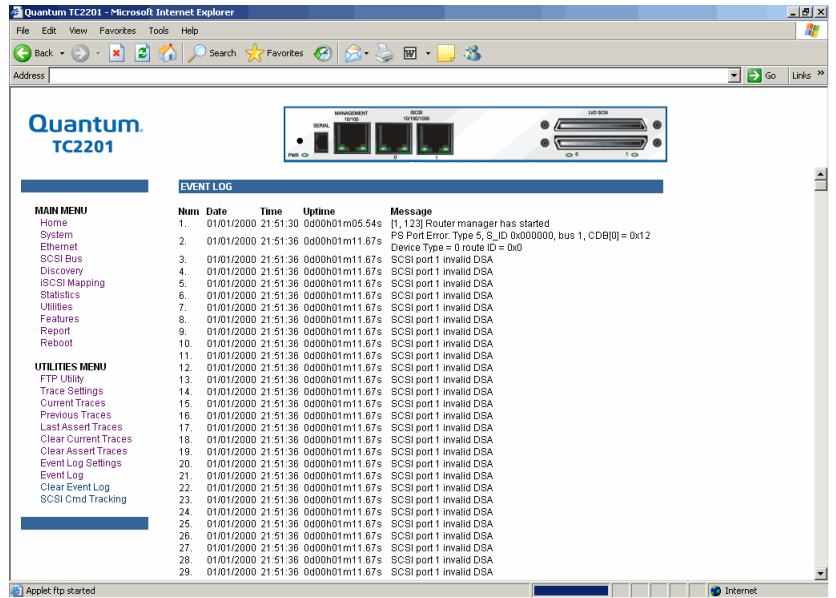 Quantum TC2201 - Microsoft Internet Explorer
File Edit View Favorites Tools Help
Back Search Favorites
Address Go Links »
Quantum.
TC2201
MANAGEMENT
10/100
iSCSI
10/100/1000
LVD SCSI
SERIAL
PWR
0 1
0 1
EVENT LOG
MAIN MENU
Home
System
Ethernet
SCSI Bus
Discovery
iSCSI Mapping
Statistics
Utilities
Features
Report
Reboot
UTILITIES MENU
FTP Utility
Trace Settings
Current Traces
Previous Traces
Last Assert Traces
Clear Current Traces
Clear Assert Traces
Event Log Settings
Event Log
Clear Event Log
SCSI Cmd Tracking
Num Date Time Uptime Message
1. 01/01/2000 21:51:30 0d00h01m05.54s [1, 123] Router manager has started
2. 01/01/2000 21:51:36 0d00h01m11.67s PS Port Error: Type 5, S_ID 0x000000, bus 1, CDB[0] = 0x12
Device Type = 0 route ID = 0x0
3. 01/01/2000 21:51:36 0d00h01m11.67s SCSI port 1 invalid DSA
4. 01/01/2000 21:51:36 0d00h01m11.67s SCSI port 1 invalid DSA
5. 01/01/2000 21:51:36 0d00h01m11.67s SCSI port 1 invalid DSA
6. 01/01/2000 21:51:36 0d00h01m11.67s SCSI port 1 invalid DSA
7. 01/01/2000 21:51:36 0d00h01m11.67s SCSI port 1 invalid DSA
8. 01/01/2000 21:51:36 0d00h01m11.67s SCSI port 1 invalid DSA
9. 01/01/2000 21:51:36 0d00h01m11.67s SCSI port 1 invalid DSA
10. 01/01/2000 21:51:36 0d00h01m11.67s SCSI port 1 invalid DSA
11. 01/01/2000 21:51:36 0d00h01m11.67s SCSI port 1 invalid DSA
12. 01/01/2000 21:51:36 0d00h01m11.67s SCSI port 1 invalid DSA
13. 01/01/2000 21:51:36 0d00h01m11.67s SCSI port 1 invalid DSA
14. 01/01/2000 21:51:36 0d00h01m11.67s SCSI port 1 invalid DSA
15. 01/01/2000 21:51:36 0d00h01m11.67s SCSI port 1 invalid DSA
16. 01/01/2000 21:51:36 0d00h01m11.67s SCSI port 1 invalid DSA
17. 01/01/2000 21:51:36 0d00h01m11.67s SCSI port 1 invalid DSA
18. 01/01/2000 21:51:36 0d00h01m11.67s SCSI port 1 invalid DSA
19. 01/01/2000 21:51:36 0d00h01m11.67s SCSI port 1 invalid DSA
20. 01/01/2000 21:51:36 0d00h01m11.67s SCSI port 1 invalid DSA
21. 01/01/2000 21:51:36 0d00h01m11.67s SCSI port 1 invalid DSA
22. 01/01/2000 21:51:36 0d00h01m11.67s SCSI port 1 invalid DSA
23. 01/01/2000 21:51:36 0d00h01m11.67s SCSI port 1 invalid DSA
24. 01/01/2000 21:51:36 0d00h01m11.67s SCSI port 1 invalid DSA
25. 01/01/2000 21:51:36 0d00h01m11.67s SCSI port 1 invalid DSA
26. 01/01/2000 21:51:36 0d00h01m11.67s SCSI port 1 invalid DSA
27. 01/01/2000 21:51:36 0d00h01m11.67s SCSI port 1 invalid DSA
28. 01/01/2000 21:51:36 0d00h01m11.67s SCSI port 1 invalid DSA
29. 01/01/2000 21:51:36 0d00h01m11.67s SCSI port 1 invalid DSA
Applet ftp started Internet